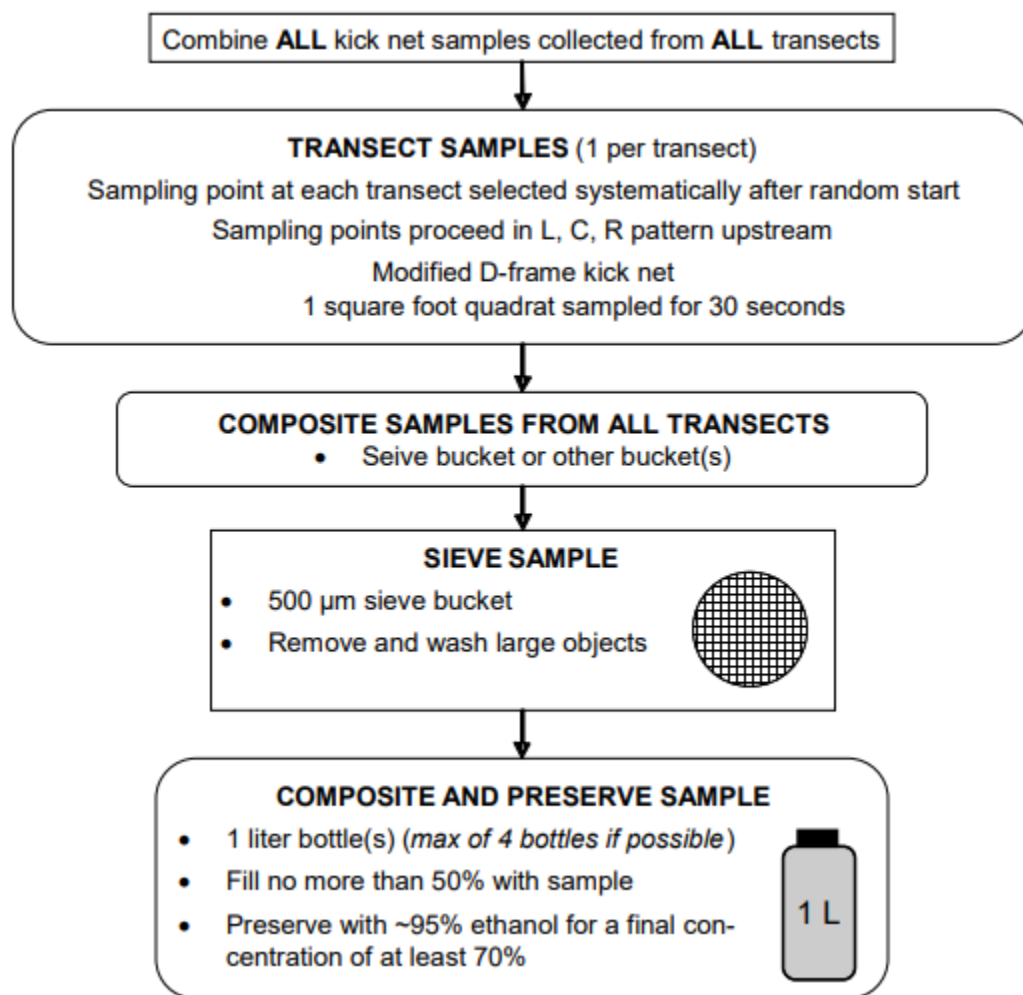 Combine ALL kick net samples collected from ALL transects
TRANSECT SAMPLES (1 per transect)
Sampling point at each transect selected systematically after random start
Sampling points proceed in L, C, R pattern upstream
Modified D-frame kick net
1 square foot quadrat sampled for 30 seconds
COMPOSITE SAMPLES FROM ALL TRANSECTS
• Seive bucket or other bucket(s)
SIEVE SAMPLE
• 500 µm sieve bucket
• Remove and wash large objects
COMPOSITE AND PRESERVE SAMPLE
• 1 liter bottle(s) (max of 4 bottles if possible)
• Fill no more than 50% with sample
• Preserve with ~95% ethanol for a final con-
centration of at least 70%
1 L